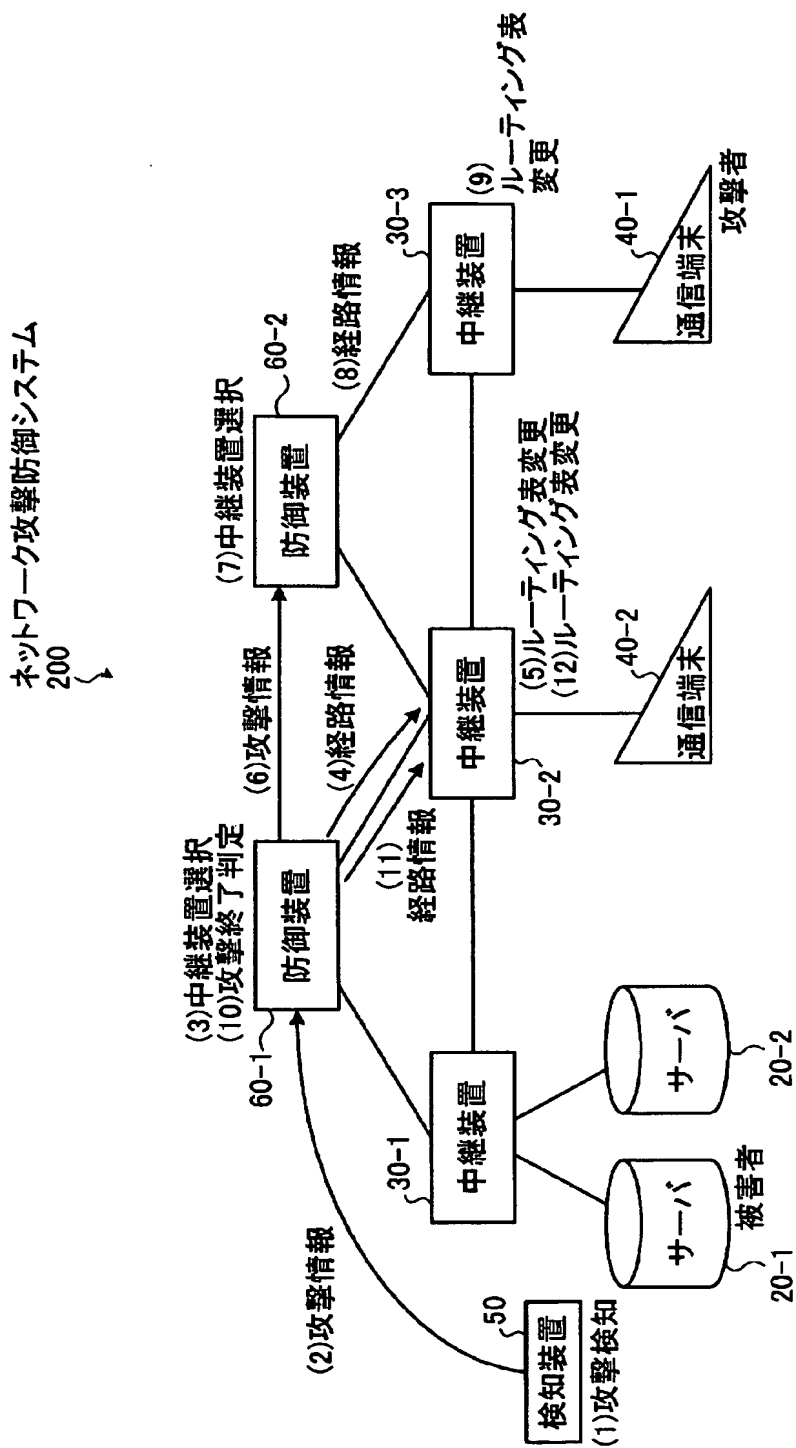 ネットワーク攻撃防御システム
200
(3)中継装置選択
(10)攻撃終了判定
(7)中継装置選択
60-1
防御装置
(6)攻撃情報
防御装置
60-2
(2)攻撃情報
(4)経路情報
(11)
経路情報
(8)経路情報
30-1
中継装置
中継装置
30-2
30-3
中継装置
(5)ルーティング表変更
(12)ルーティング表変更
(9)
ルーティング表
変更
50
検知装置
(1)攻撃検知
サーバ
20-1
被害者
サーバ
20-2
40-2
通信端末
40-1
通信端末
攻撃者